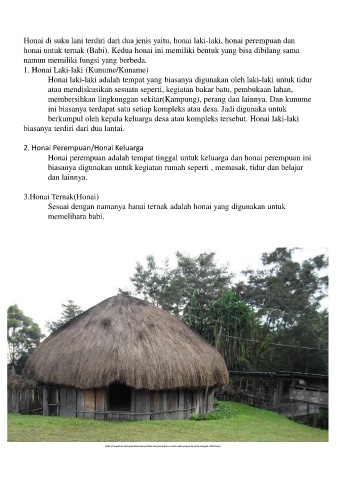 Honai di suku lani terdiri dari dua jenis yaitu, honai laki-laki, honai perempuan dan
honai untuk ternak (Babi). Kedua honai ini memiliki bentuk yung bisa dibilang sama
namun memiliki fungsi yang berbeda.
1. Honai Laki-laki (Kunume/Kuname)
Honai laki-laki adalah tempat yang biasanya digunakan oleh laki-laki untuk tidur
atau mendiskusikan sesuatu seperti, kegiatan bakar batu, pembukaan lahan,
membersihkan lingkunggan sekitar(Kampung), perang dan lainnya. Dan kunume
ini biasanya terdapat satu setiap kompleks atau desa. Jadi digunaka untuk
berkumpul oleh kepala keluarga desa atau kompleks tersebut. Honai laki-laki
biasanya terdiri dari dua lantai.
2. Honai Perempuan/Honai Keluarga
Honai perempuan adalah tempat tinggal untuk keluarga dan honai perempuan ini
biasanya digunakan untuk kegiatan rumah seperti , memasak, tidur dan belajar
dan lainnya.
3.Honai Ternak(Honai)
Sesuai dengan namanya hanai ternak adalah honai yang digunakan untuk
memelihara babi.